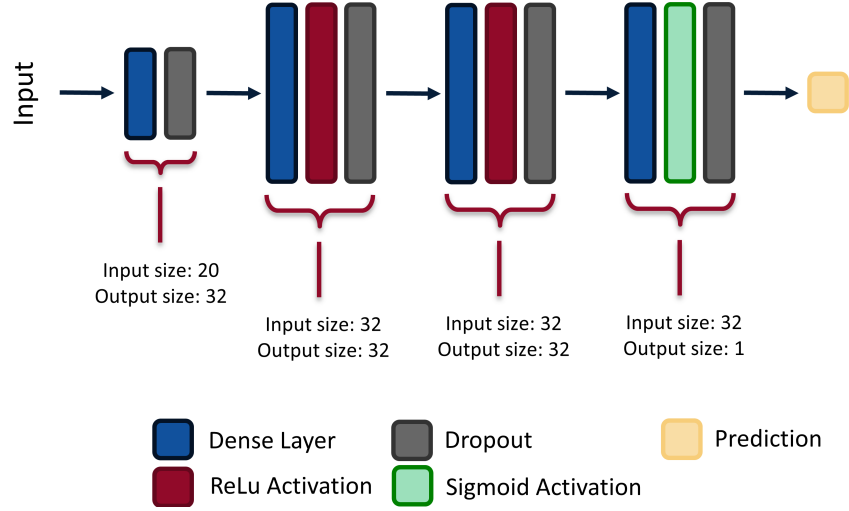 Input
Input size: 20
Output size: 32
Input size: 32
Output size: 32
Input size: 32
Output size: 32
Input size: 32
Output size: 1
Dense Layer
Dropout
Prediction
ReLu Activation
Sigmoid Activation